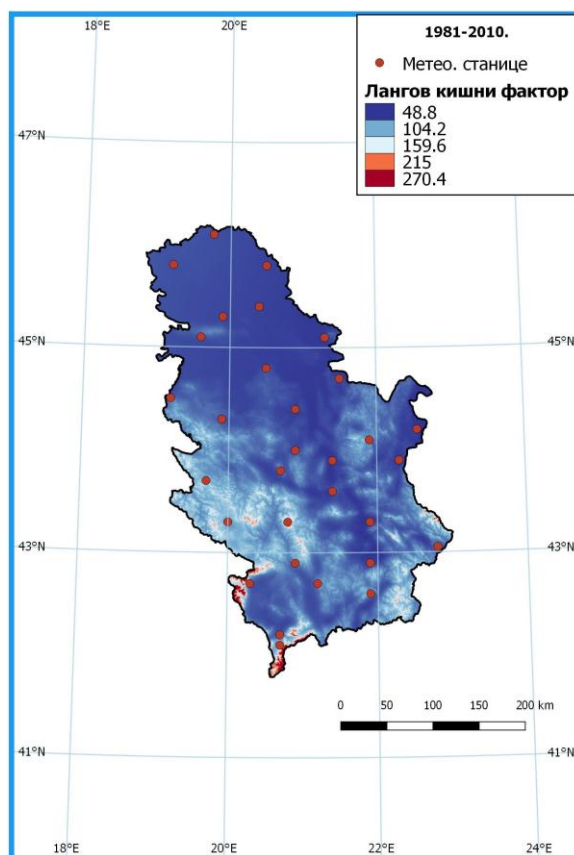 18°E 20°E
1981-2010.
Метео. станице
Лангов кишни фактор
48.8
104.2
159.6
215
270.4
47°N 47°N
45°N 45°N
43°N 43°N
0 50 100 150 200 km
41°N 41°N
18°E 20°E 22°E 24°E